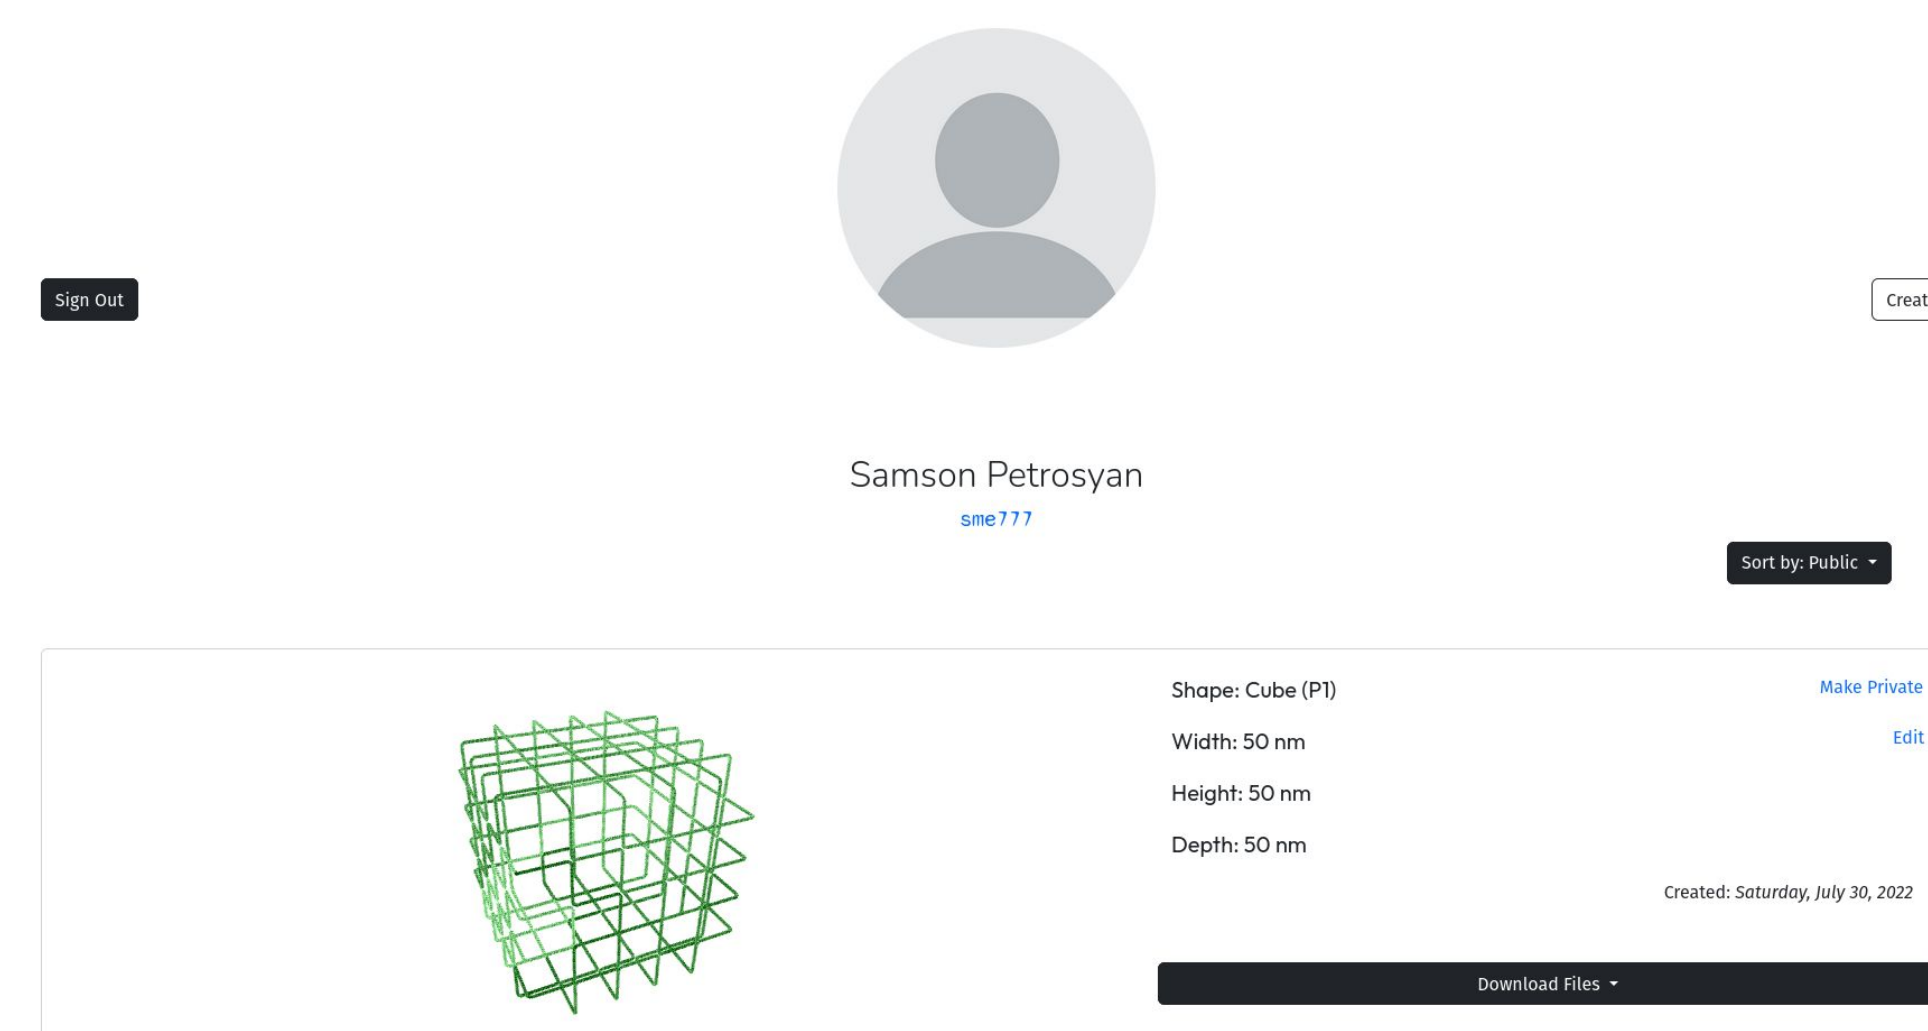 Sign Out
Creat
Samson Petrosyan
sme777
Sort by: Public
Shape: Cube (P1)
Make Private
Width: 50 nm
Edit
Height: 50 nm
Depth: 50 nm
Created: Saturday, July 30, 2022
Download Files